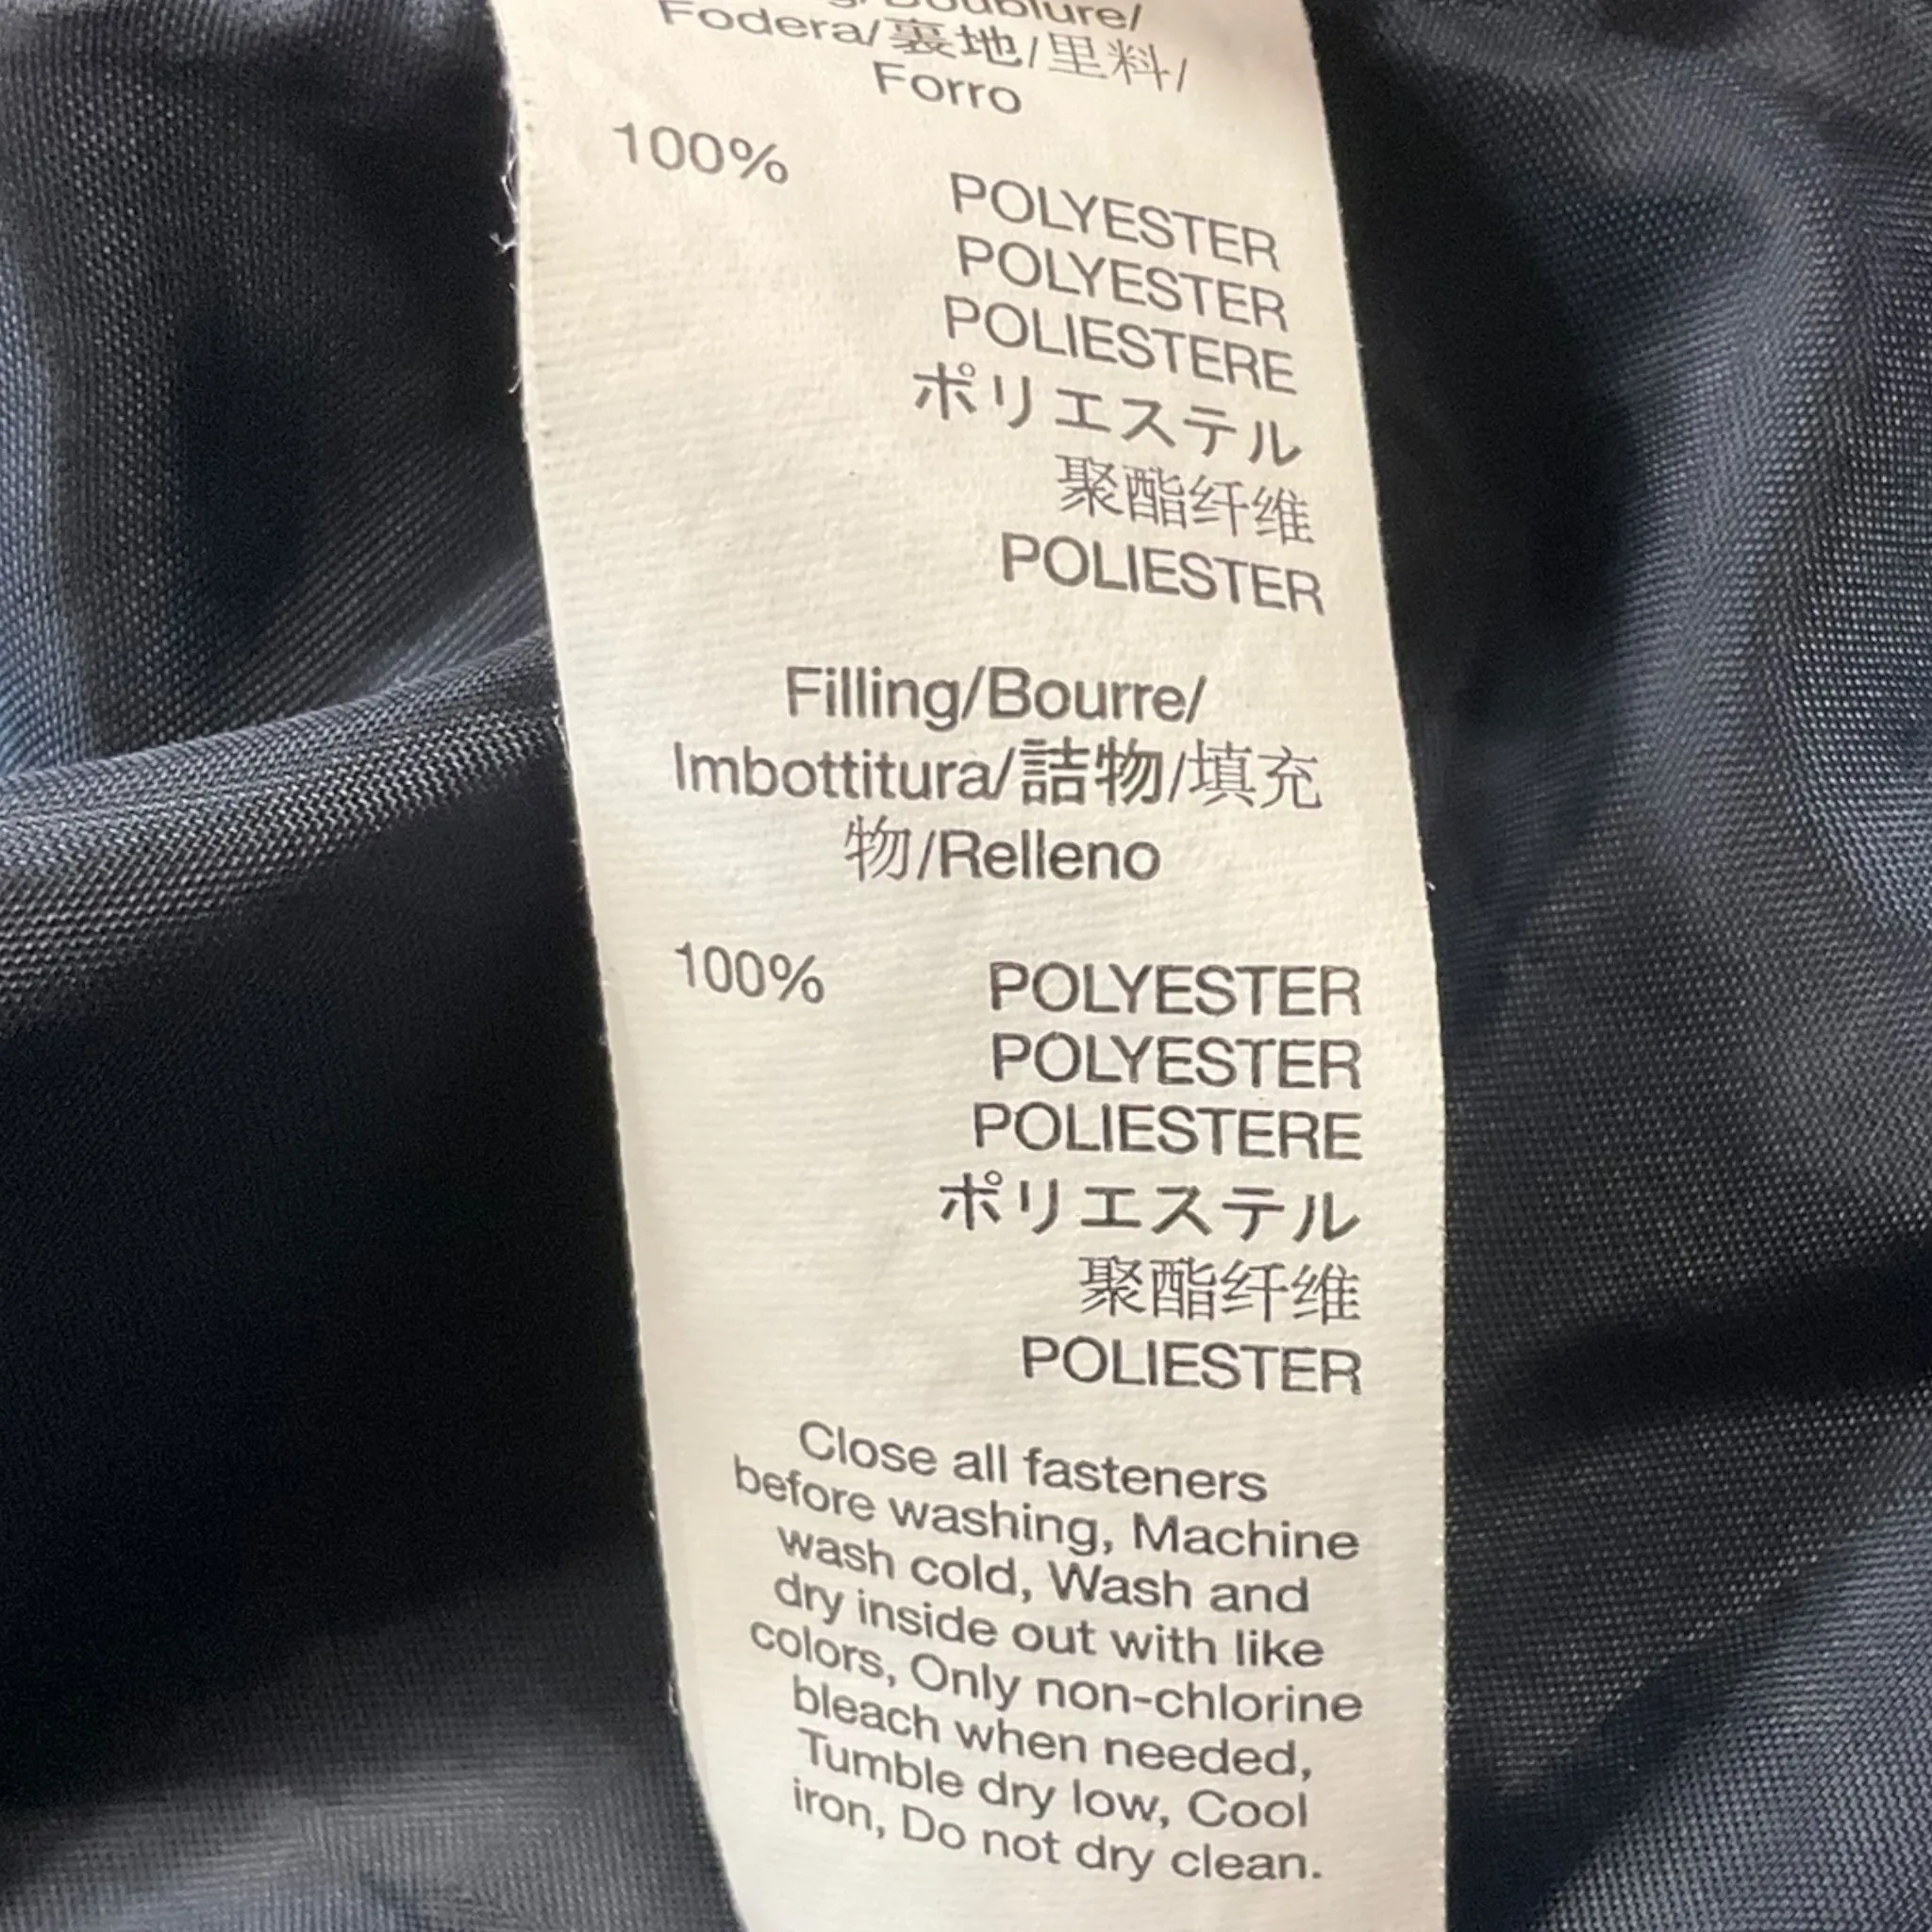 Doublure/
Fodera/裏地/里料/
Forro
100%
POLYESTER
POLYESTER
POLIESTERE
ポリエステル
聚酯纤维
POLIESTER
Filling/Bourre/
Imbottitura/詰物/填充
物/Relleno
100% POLYESTER
POLYESTER
POLIESTERE
ポリエステル
聚酯纤维
POLIESTER
Close all fasteners
before washing, Machine
wash cold, Wash and
dry inside out with like
colors, Only non-chlorine
bleach when needed,
Tumble dry low, Cool
iron, Do not dry clean.